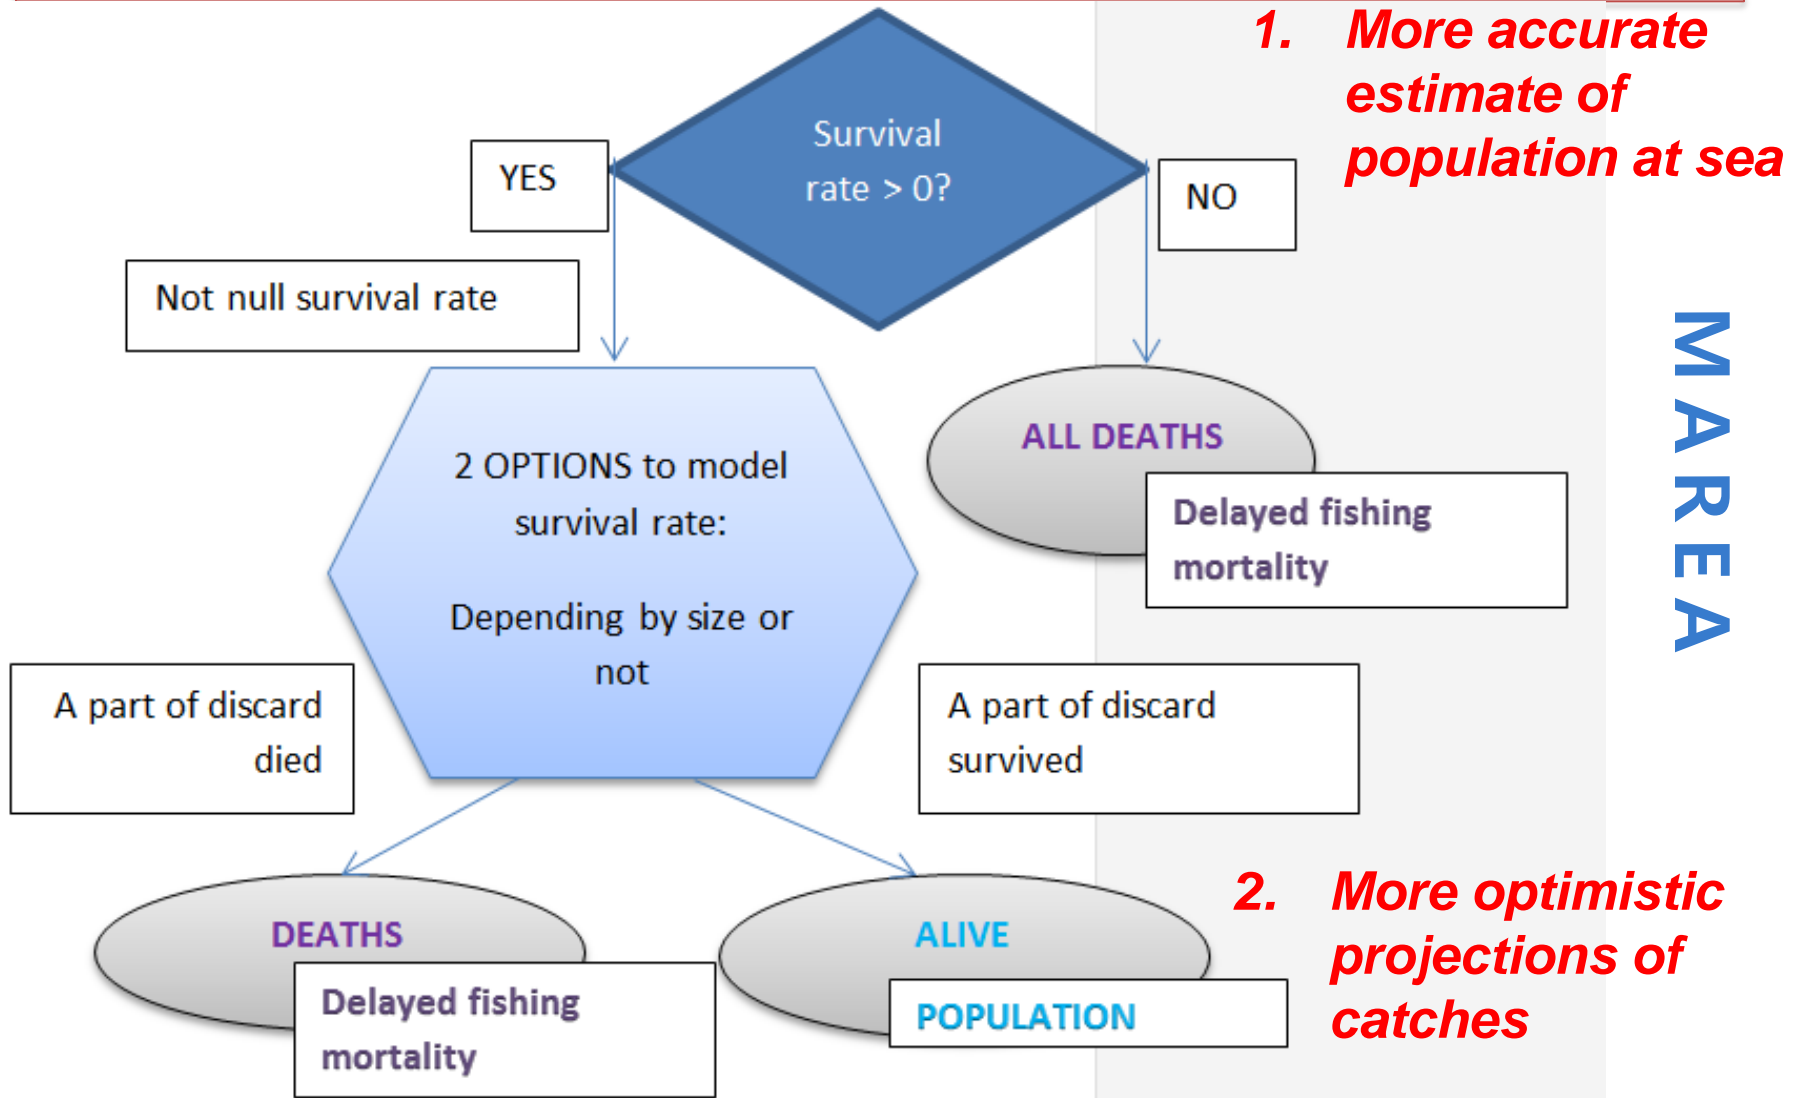 1. More accurate
estimate of
population at sea
Survival
rate > 0?
YES
NO
Not null survival rate
2 OPTIONS to model
survival rate:
Depending by size or
not
ALL DEATHS
Delayed fishing
mortality
MAREA
A part of discard
died
A part of discard
survived
DEATHS
Delayed fishing
mortality
ALIVE
POPULATION
2. More optimistic
projections of
catches